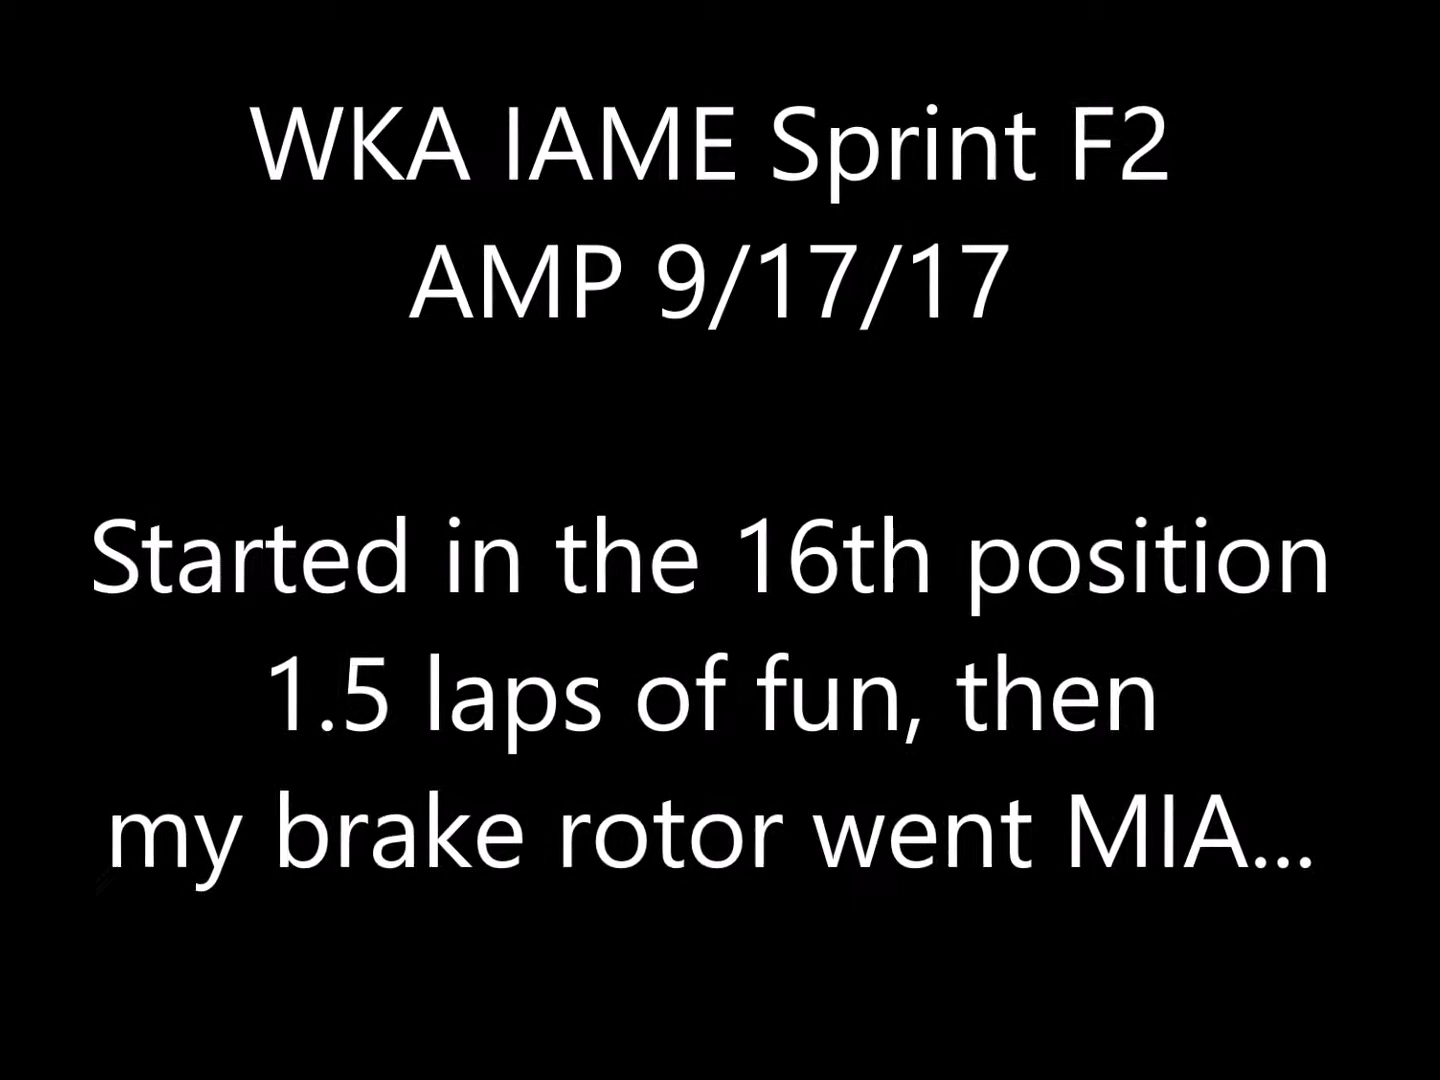 WKA IAME Sprint F2
AMP 9/17/17
Started in the 16th position
1.5 laps of fun, then
my brake rotor went MIA...